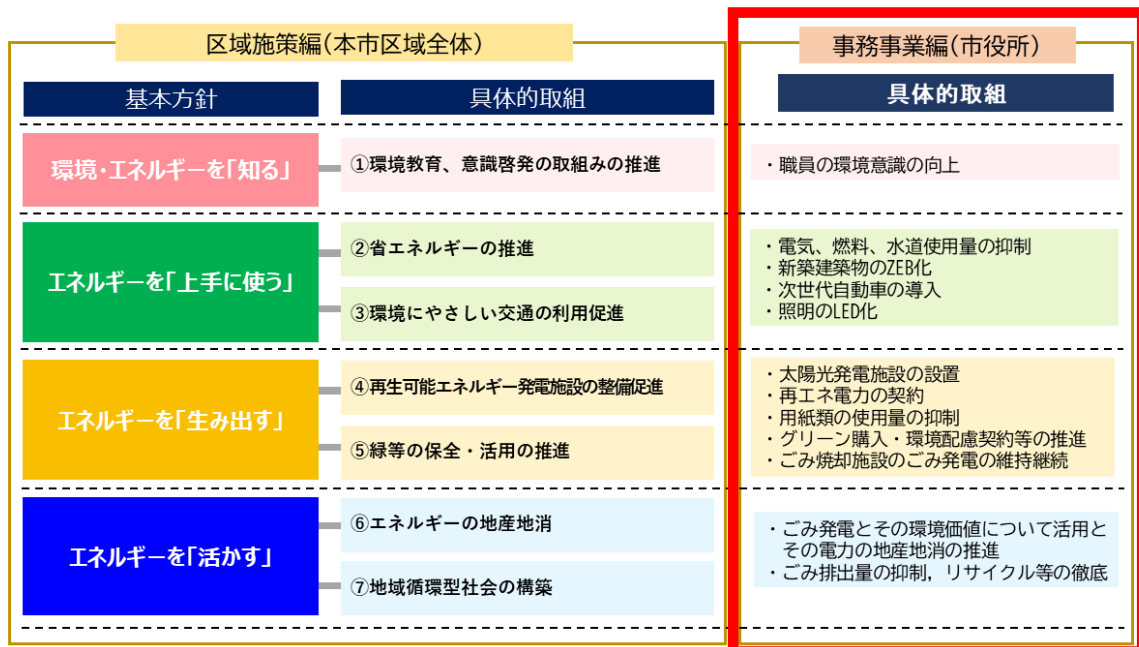 区域施策編(本市区域全体)
事務事業編(市役所)
基本方針
具体的取組
具体的取組
環境・エネルギーを「知る」
①環境教育、意識啓発の取組みの推進
・職員の環境意識の向上
エネルギーを「上手に使う」
②省エネルギーの推進
③環境にやさしい交通の利用促進
・電気、燃料、水道使用量の抑制
・新築建築物のZEB化
・次世代自動車の導入
・照明のLED化
エネルギーを「生み出す」
④再生可能エネルギー発電施設の整備促進
⑤緑等の保全・活用の推進
・太陽光発電施設の設置
・再エネ電力の契約
・用紙類の使用量の抑制
・グリーン購入・環境配慮契約等の推進
・ごみ焼却施設のごみ発電の維持継続
エネルギーを「活かす」
⑥エネルギーの地産地消
⑦地域循環型社会の構築
・ごみ発電とその環境価値について活用と
その電力の地産地消の推進
・ごみ排出量の抑制，リサイクル等の徹底